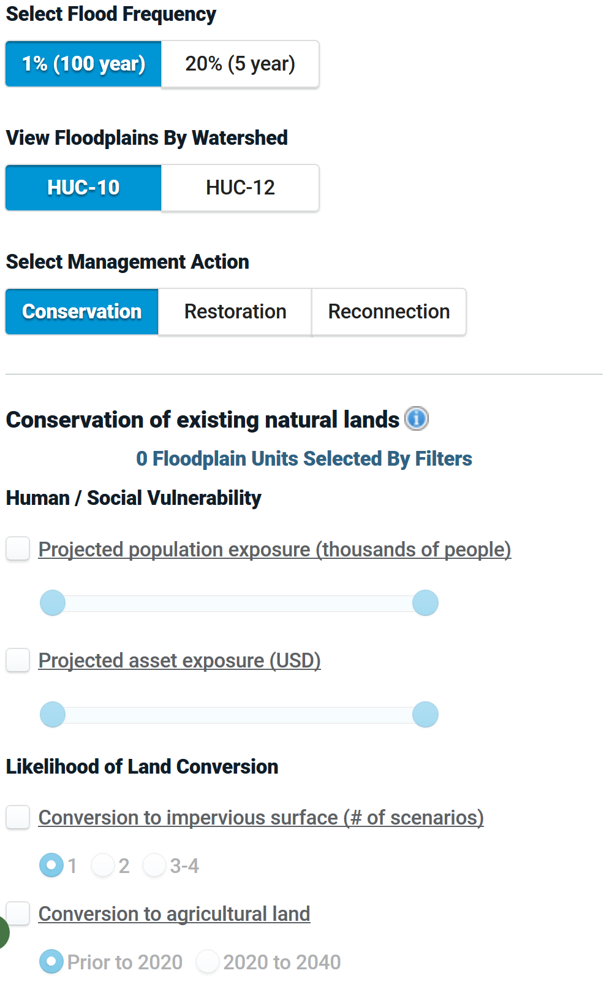 Select Flood Frequency
1% (100 year) 20% (5 year)
View Floodplains By Watershed
HUC-10 HUC-12
Select Management Action
Conservation Restoration Reconnection
Conservation of existing natural lands i
0 Floodplain Units Selected By Filters
Human / Social Vulnerability
Projected population exposure (thousands of people)
Projected asset exposure (USD)
Likelihood of Land Conversion
Conversion to impervious surface (# of scenarios)
1 2 3-4
Conversion to agricultural land
Prior to 2020 2020 to 2040